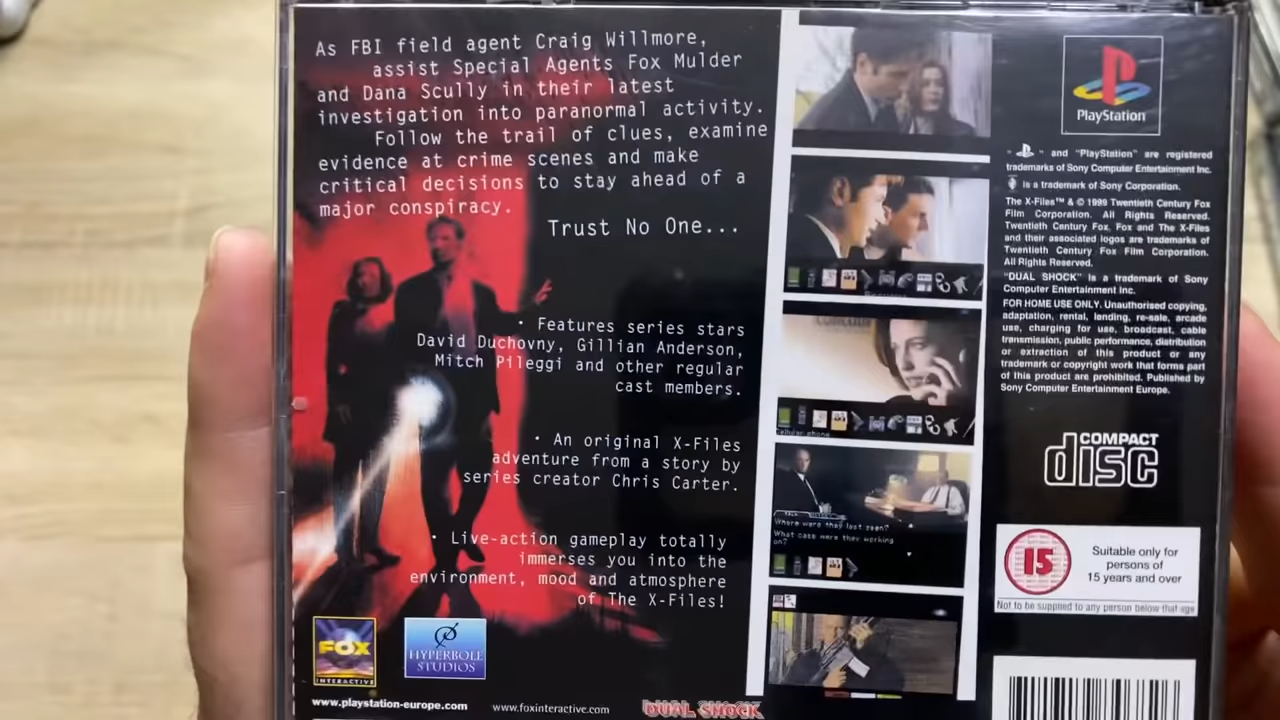 As FBI field agent Craig Willmore,
assist Special Agents Fox Mulder
and Dana Scully in their latest
investigation into paranormal activity.
Follow the trail of clues, examine
evidence at crime scenes and make
critical decisions to stay ahead of a
major conspiracy.
Trust No One...
• Features series stars
David Duchovny, Gillian Anderson,
Mitch Pileggi and other regular
cast members.
• An original X-Files
adventure from a story by
series creator Chris Carter.
• Live-action gameplay totally
immerses you into the
environment, mood and atmosphere
of The X-Files!
FOX
INTERACTIVE
HYPERBOLE
STUDIOS
www.playstation-europe.com
www.foxinteractive.com
DUAL SHOCK
Cellular phone
Where were they last seen?
What case were they working
on?
PlayStation
" " and "PlayStation" are registered
trademarks of Sony Computer Entertainment Inc.
is a trademark of Sony Corporation.
The X-Files™ & © 1999 Twentieth Century Fox
Film Corporation. All Rights Reserved.
Twentieth Century Fox, Fox and The X-Files
and their associated logos are trademarks of
Twentieth Century Fox Film Corporation.
All Rights Reserved.
"DUAL SHOCK" is a trademark of Sony
Computer Entertainment Inc.
FOR HOME USE ONLY. Unauthorised copying,
adaptation, rental, lending, re-sale, arcade
use, charging for use, broadcast, cable
transmission, public performance, distribution
or extraction of this product or any
trademark or copyright work that forms part
of this product are prohibited. Published by
Sony Computer Entertainment Europe.
COMPACT
disc
15
Suitable only for
persons of
15 years and over
Not to be supplied to any person below that age